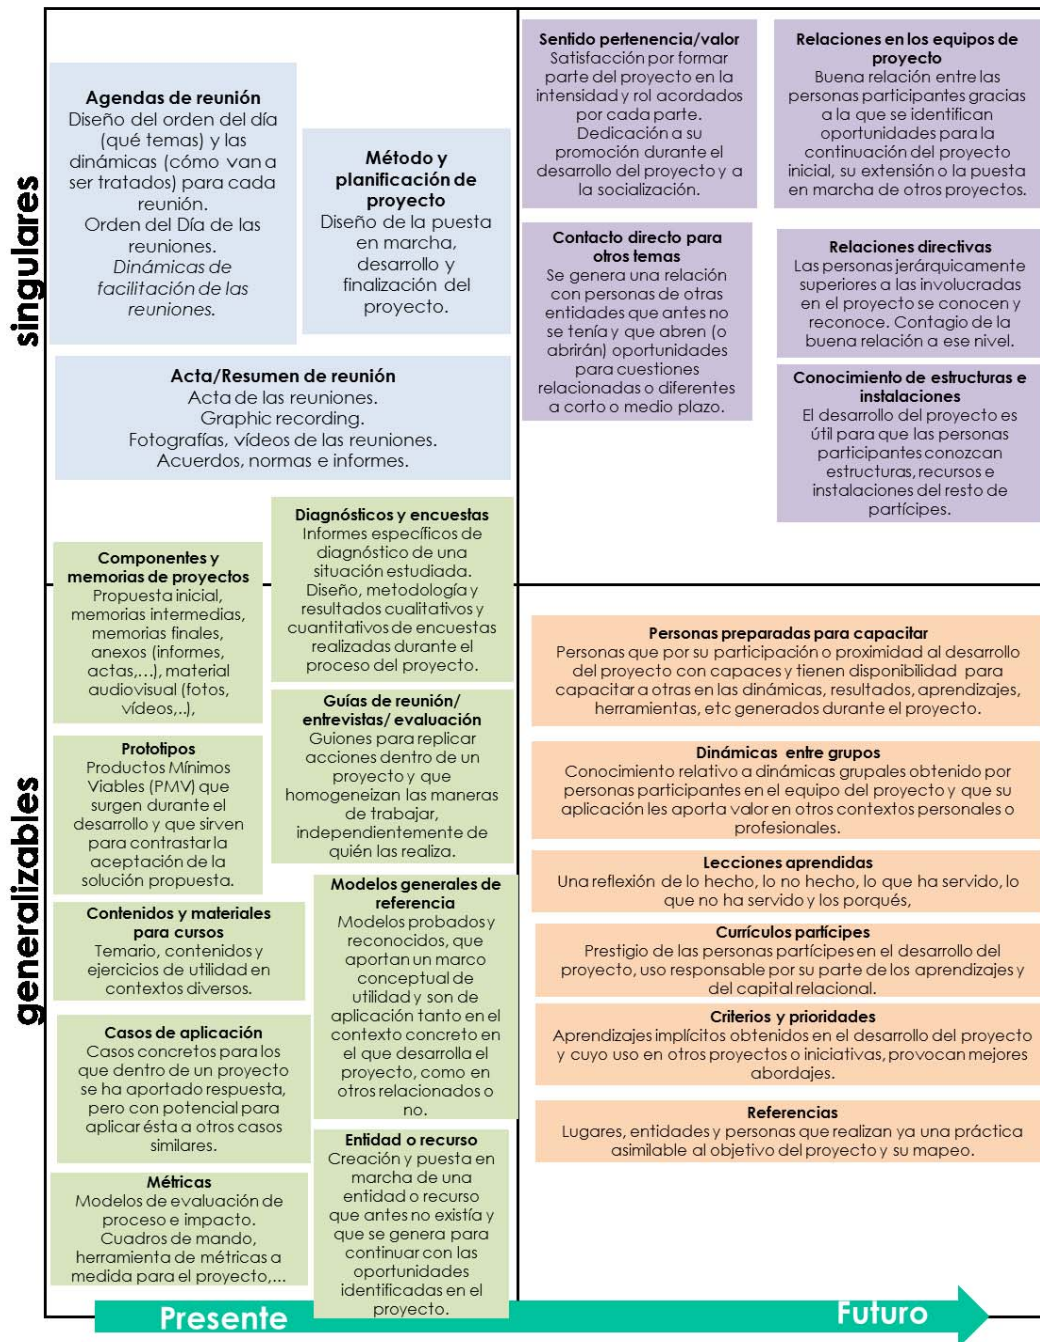 singulares
Agendas de reunión
Diseño del orden del día
(qué temas) y las
dinámicas (cómo van a
ser tratados) para cada
reunión.
Orden del Día de las
reuniones.
Dinámicas de
facilitación de las
reuniones.
Método y
planificación de
proyecto
Diseño de la puesta
en marcha,
desarrollo y
finalización del
proyecto.
Acta/Resumen de reunión
Acta de las reuniones.
Graphic recording.
Fotografías, vídeos de las reuniones.
Acuerdos, normas e informes.
Sentido pertenencia/valor
Satisfacción por formar
parte del proyecto en la
intensidad y rol acordados
por cada parte.
Dedicación a su
promoción durante el
desarrollo del proyecto y a
la socialización.
Relaciones en los equipos de
proyecto
Buena relación entre las
personas participantes gracias
a la que se identifican
oportunidades para la
continuación del proyecto
inicial, su extensión o la puesta
en marcha de otros proyectos.
Contacto directo para
otros temas
Se genera una relación
con personas de otras
entidades que antes no
se tenía y que abren (o
abrirán) oportunidades
para cuestiones
relacionadas o diferentes
a corto o medio plazo.
Relaciones directivas
Las personas jerárquicamente
superiores a las involucradas
en el proyecto se conocen y
reconoce. Contagio de la
buena relación a ese nivel.
Conocimiento de estructuras e
instalaciones
El desarrollo del proyecto es
útil para que las personas
participantes conozcan
estructuras, recursos e
instalaciones del resto de
partícipes.
generalizables
Componentes y
memorias de proyectos
Propuesta inicial,
memorias intermedias,
memorias finales,
anexos (informes,
actas,...), material
audiovisual (fotos,
vídeos,..),
Diagnósticos y encuestas
Informes específicos de
diagnóstico de una
situación estudiada.
Diseño, metodología y
resultados cualitativos y
cuantitativos de encuestas
realizadas durante el
proceso del proyecto.
Prototipos
Productos Mínimos
Viables (PMV) que
surgen durante el
desarrollo y que sirven
para contrastar la
aceptación de la
solución propuesta.
Guías de reunión/
entrevistas/ evaluación
Guiones para replicar
acciones dentro de un
proyecto y que
homogeneizan las maneras
de trabajar,
independientemente de
quién las realiza.
Contenidos y materiales
para cursos
Temario, contenidos y
ejercicios de utilidad en
contextos diversos.
Modelos generales de
referencia
Modelos probados y
reconocidos, que
aportan un marco
conceptual de
utilidad y son de
aplicación tanto en el
contexto concreto en
el que desarrolla el
proyecto, como en
otros relacionados o
no.
Casos de aplicación
Casos concretos para los
que dentro de un proyecto
se ha aportado respuesta,
pero con potencial para
aplicar ésta a otros casos
similares.
Métricas
Modelos de evaluación de
proceso e impacto.
Cuadros de mando,
herramienta de métricas a
medida para el proyecto,...
Entidad o recurso
Creación y puesta en
marcha de una
entidad o recurso
que antes no existía y
que se genera para
continuar con las
oportunidades
identificadas en el
proyecto.
Personas preparadas para capacitar
Personas que por su participación o proximidad al desarrollo
del proyecto con capaces y tienen disponibilidad para
capacitar a otras en las dinámicas, resultados, aprendizajes,
herramientas, etc generados durante el proyecto.
Dinámicas entre grupos
Conocimiento relativo a dinámicas grupales obtenido por
personas participantes en el equipo del proyecto y que su
aplicación les aporta valor en otros contextos personales o
profesionales.
Lecciones aprendidas
Una reflexión de lo hecho, lo no hecho, lo que ha servido, lo
que no ha servido y los porqués,
Currículos partícipes
Prestigio de las personas partícipes en el desarrollo del
proyecto, uso responsable por su parte de los aprendizajes y
del capital relacional.
Criterios y prioridades
Aprendizajes implícitos obtenidos en el desarrollo del proyecto
y cuyo uso en otros proyectos o iniciativas, provocan mejores
abordajes.
Referencias
Lugares, entidades y personas que realizan ya una práctica
asimilable al objetivo del proyecto y su mapeo.
Presente
Futuro